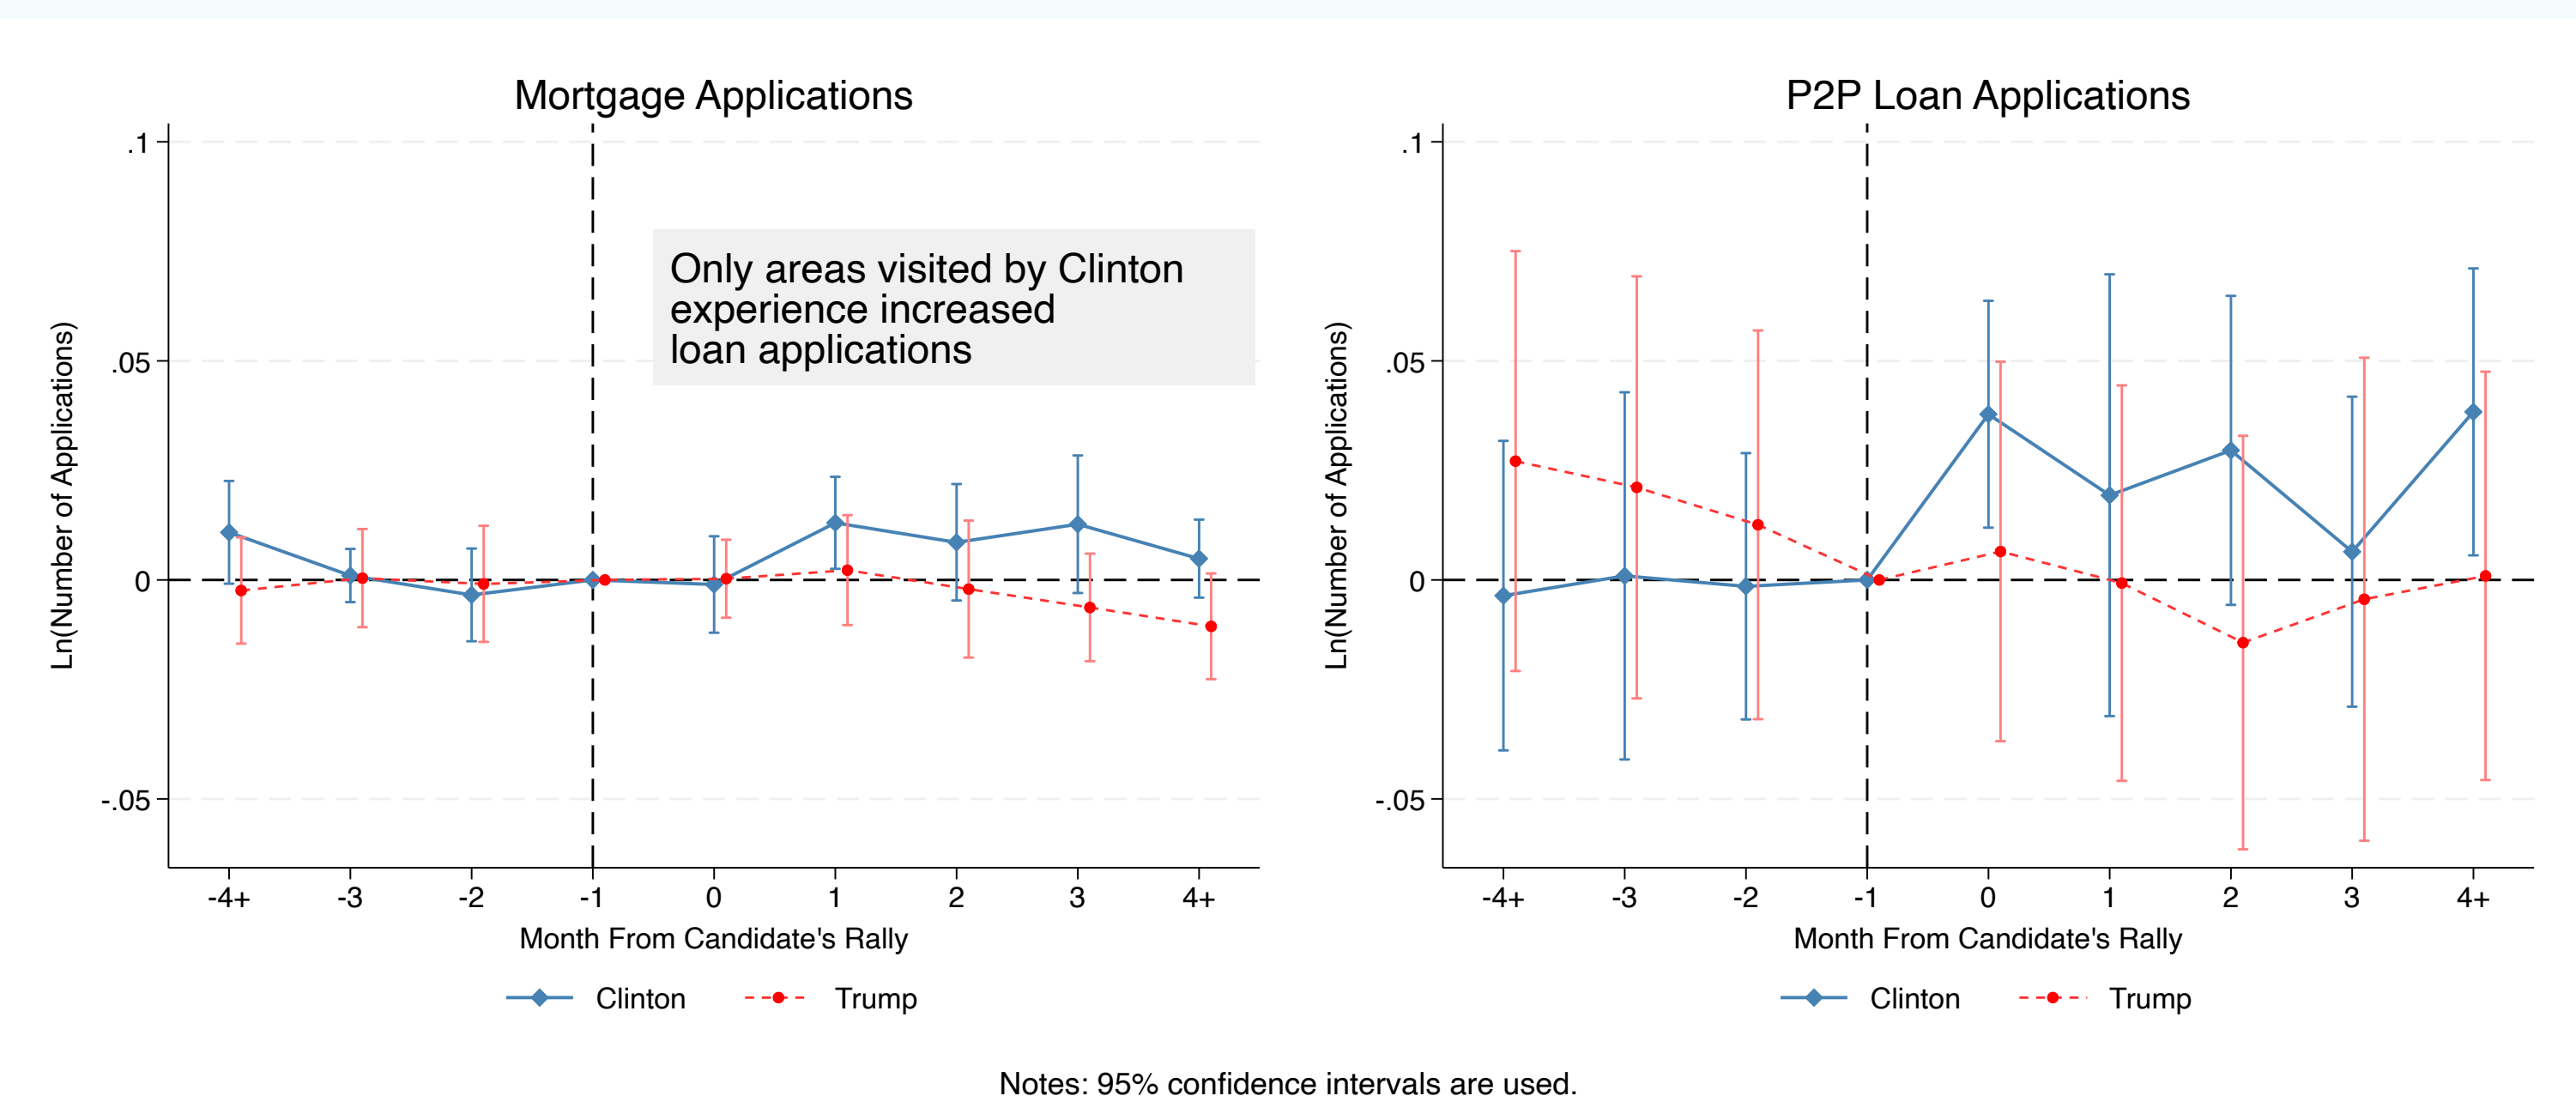 Mortgage Applications
.1
.05
0
-.05
Ln(Number of Applications)
Only areas visited by Clinton
experience increased
loan applications
-4+ -3 -2 -1 0 1 2 3 4+
Month From Candidate's Rally
Clinton Trump
P2P Loan Applications
.1
.05
0
-.05
Ln(Number of Applications)
-4+ -3 -2 -1 0 1 2 3 4+
Month From Candidate's Rally
Clinton Trump
Notes: 95% confidence intervals are used.